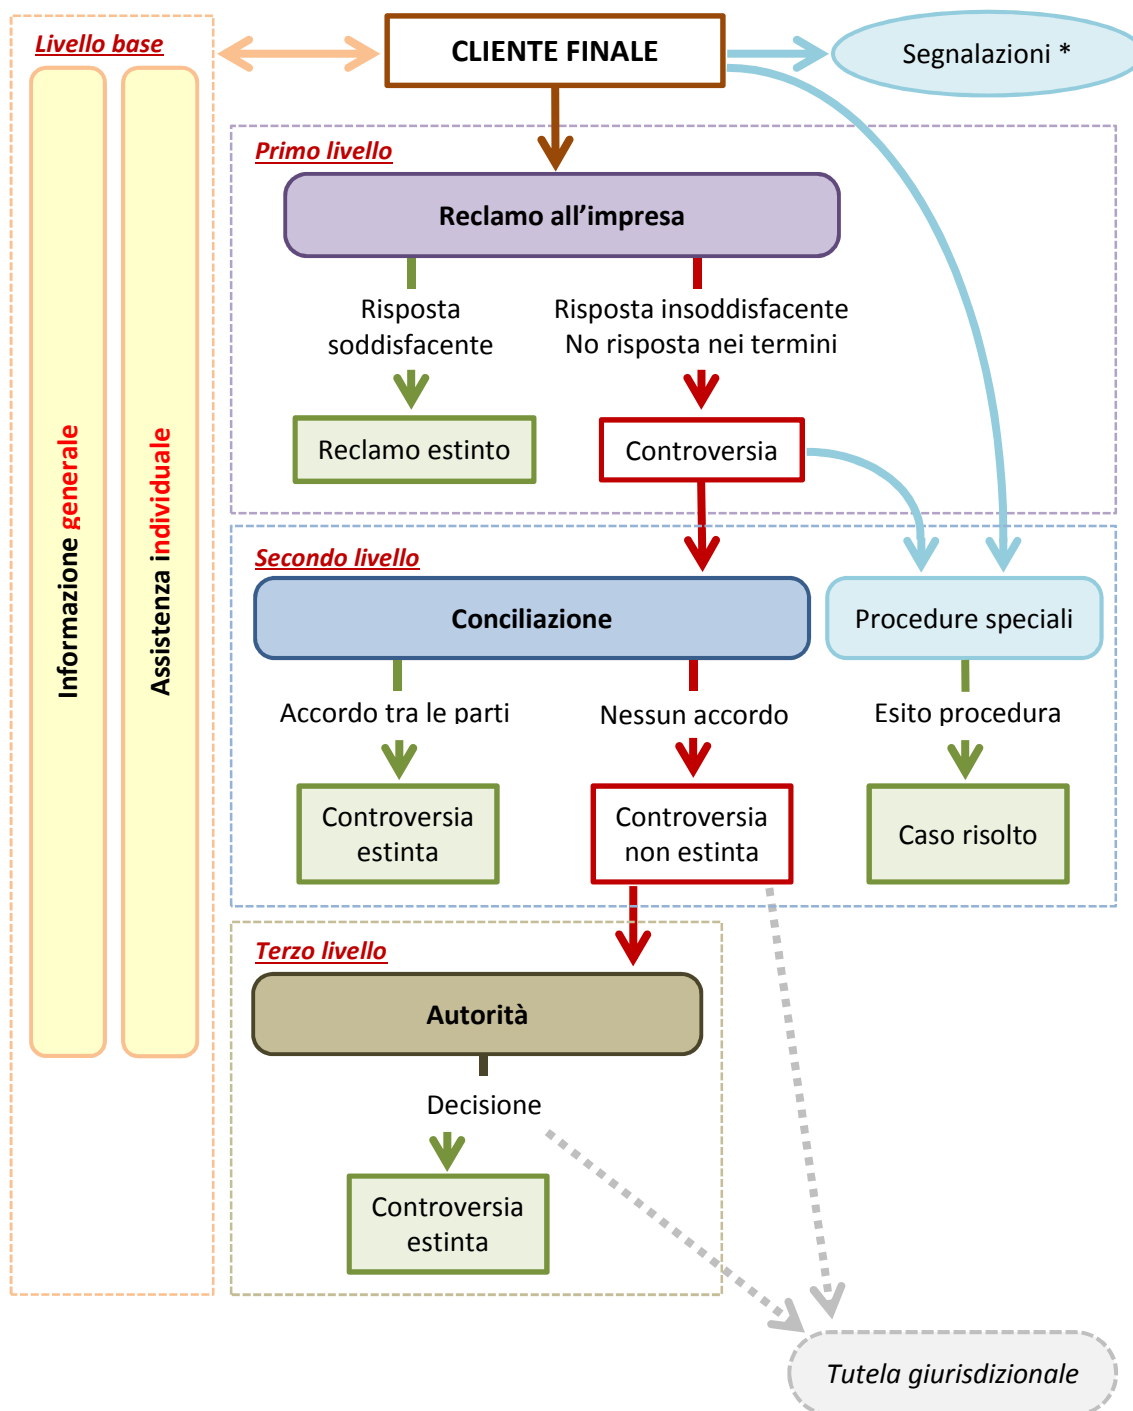 Livello base
CLIENTE FINALE
Segnalazioni *
Informazione generale
Assistenza individuale
Primo livello
Reclamo all’impresa
Risposta
soddisfacente
Risposta insoddisfacente
No risposta nei termini
Reclamo estinto
Controversia
Secondo livello
Conciliazione
Procedure speciali
Accordo tra le parti
Nessun accordo
Esito procedura
Controversia
estinta
Controversia
non estinta
Caso risolto
Terzo livello
Autorità
Decisione
Controversia
estinta
Tutela giurisdizionale